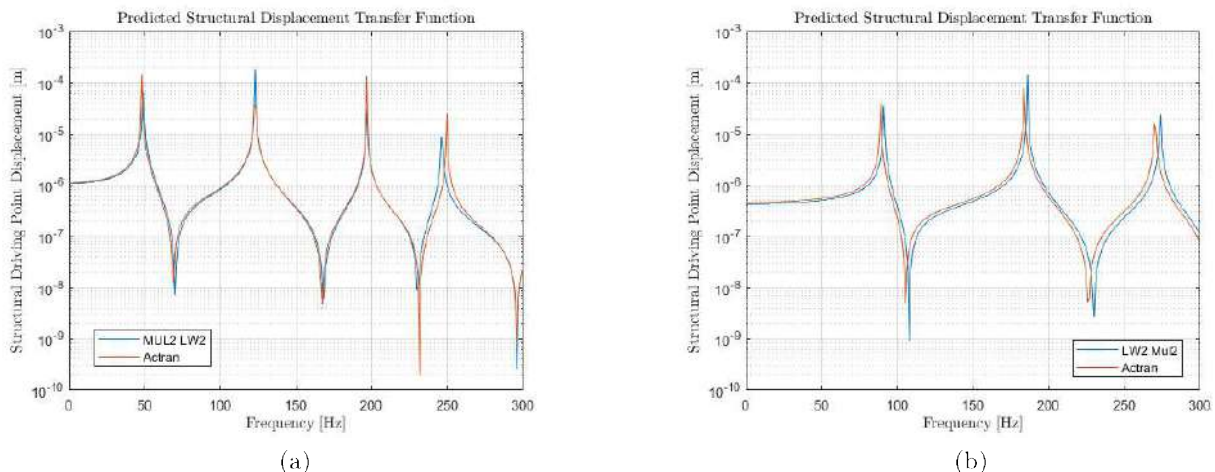 Predicted Structural Displacement Transfer Function
Structural Driving Point Displacement [m]
10-3
10-4
10-5
10-6
10-7
10-8
10-9
10-10
MUL2 LW2
Actran
0 50 100 150 200 250 300
Frequency [Hz]
(a)
Predicted Structural Displacement Transfer Function
Structural Driving Point Displacement [m]
10-3
10-4
10-5
10-6
10-7
10-8
10-9
10-10
LW2 Mul2
Actran
0 50 100 150 200 250 300
Frequency [Hz]
(b)